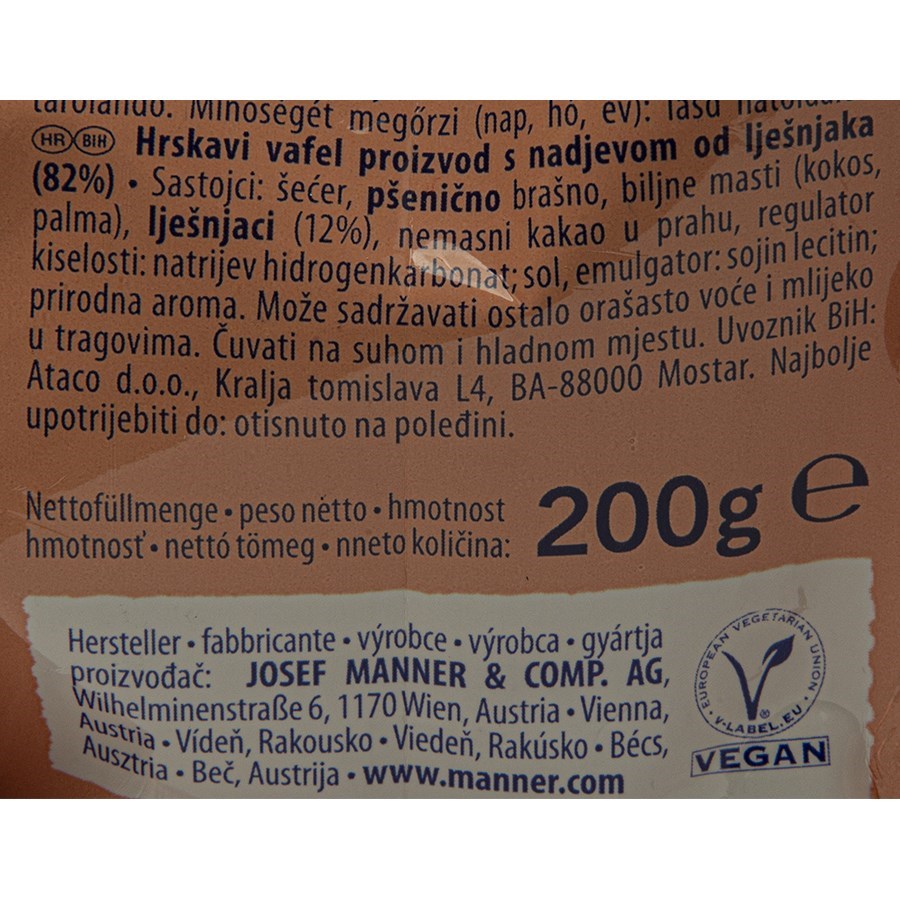 Minőségét megőrzi (nap, hó, év): lásd
HR BIH Hrskavi vafel proizvod s nadjevom od lješnjaka
(82%) • Sastojci: šećer, pšenično brašno, biljne masti (kokos,
palma), lješnjaci (12%), nemasni kakao u prahu, regulator
kiselosti: natrijev hidrogenkarbonat; sol, emulgator: sojin lecitin;
prirodna aroma. Može sadržavati ostalo orašasto voće i mlijeko
u tragovima. Čuvati na suhom i hladnom mjestu. Uvoznik BiH:
Ataco d.o.o., Kralja tomislava L4, BA-88000 Mostar. Najbolje
upotrijebiti do: otisnuto na poleđini.
Nettofüllmenge • peso netto • hmotnost
hmotnosť • nettó tömeg • nneto količina:
200g ℮
Hersteller • fabbricante • výrobce • výrobca • gyártja
proizvođač: JOSEF MANNER & COMP. AG,
Wilhelminenstraße 6, 1170 Wien, Austria • Vienna,
Austria • Vídeň, Rakousko • Viedeň, Rakúsko • Bécs,
Ausztria • Beč, Austrija • www.manner.com
EUROPEAN VEGETARIAN UNION • V-LABEL.EU •
®
VEGAN